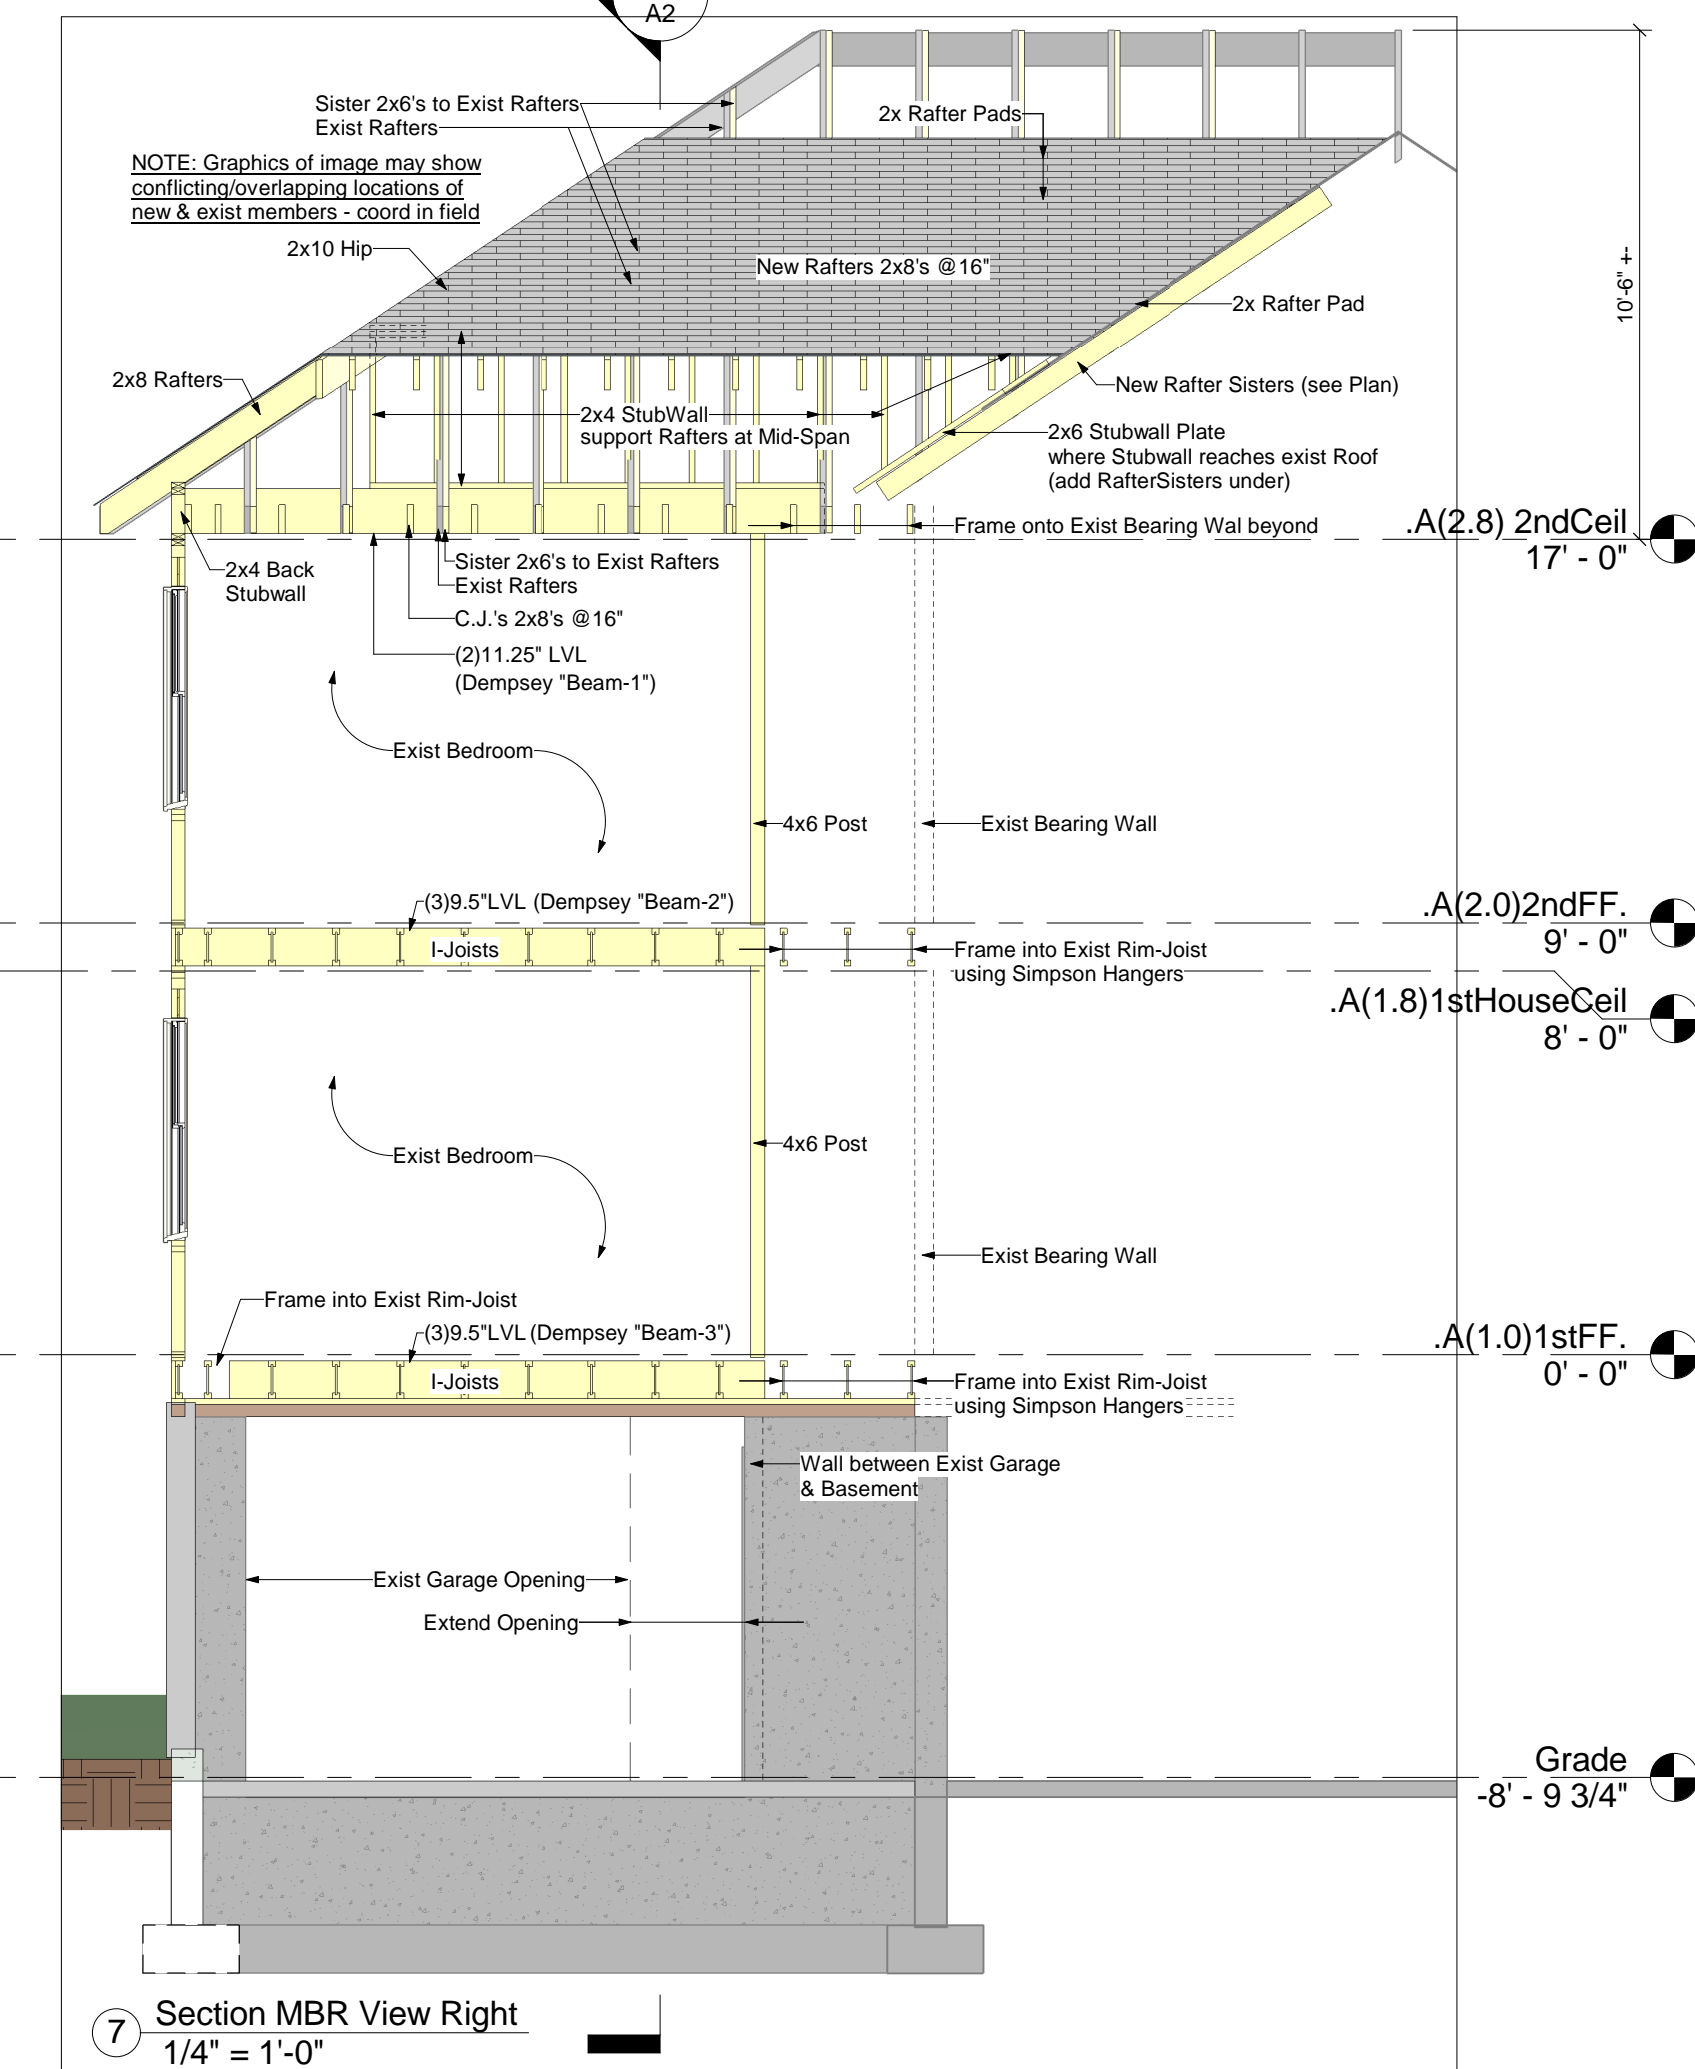 A2
Sister 2x6's to Exist Rafters
Exist Rafters
2x Rafter Pads
NOTE: Graphics of image may show
conflicting/overlapping locations of
new & exist members - coord in field
2x10 Hip
New Rafters 2x8's @16"
10'-6" +-
2x Rafter Pad
2x8 Rafters
New Rafter Sisters (see Plan)
2x4 StubWall
support Rafters at Mid-Span
2x6 Stubwall Plate
where Stubwall reaches exist Roof
(add RafterSisters under)
Frame onto Exist Bearing Wal beyond
.A(2.8) 2ndCeil
17' - 0"
2x4 Back
Stubwall
Sister 2x6's to Exist Rafters
Exist Rafters
C.J.'s 2x8's @16"
(2)11.25" LVL
(Dempsey "Beam-1")
Exist Bedroom
4x6 Post
Exist Bearing Wall
(3)9.5"LVL (Dempsey "Beam-2")
.A(2.0)2ndFF.
9' - 0"
I-Joists
Frame into Exist Rim-Joist
using Simpson Hangers
.A(1.8)1stHouseCeil
8' - 0"
Exist Bedroom
4x6 Post
Exist Bearing Wall
Frame into Exist Rim-Joist
(3)9.5"LVL (Dempsey "Beam-3")
.A(1.0)1stFF.
0' - 0"
I-Joists
Frame into Exist Rim-Joist
using Simpson Hangers
Wall between Exist Garage
& Basement
Exist Garage Opening
Extend Opening
Grade
-8' - 9 3/4"
7
Section MBR View Right
1/4" = 1'-0"